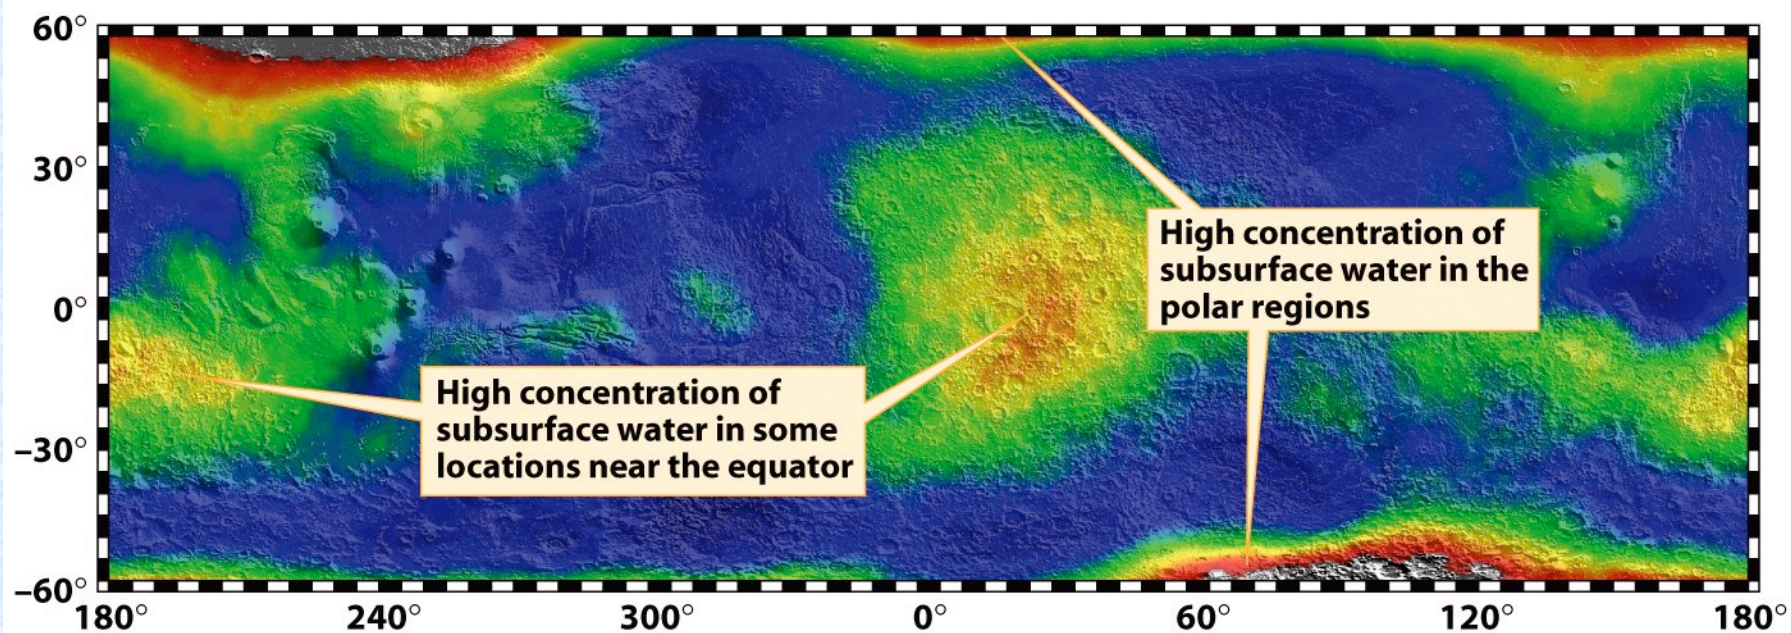 60°
30°
0°
–30°
–60°
High concentration of
subsurface water in the
polar regions
High concentration of
subsurface water in some
locations near the equator
180° 240° 300° 0° 60° 120° 180°